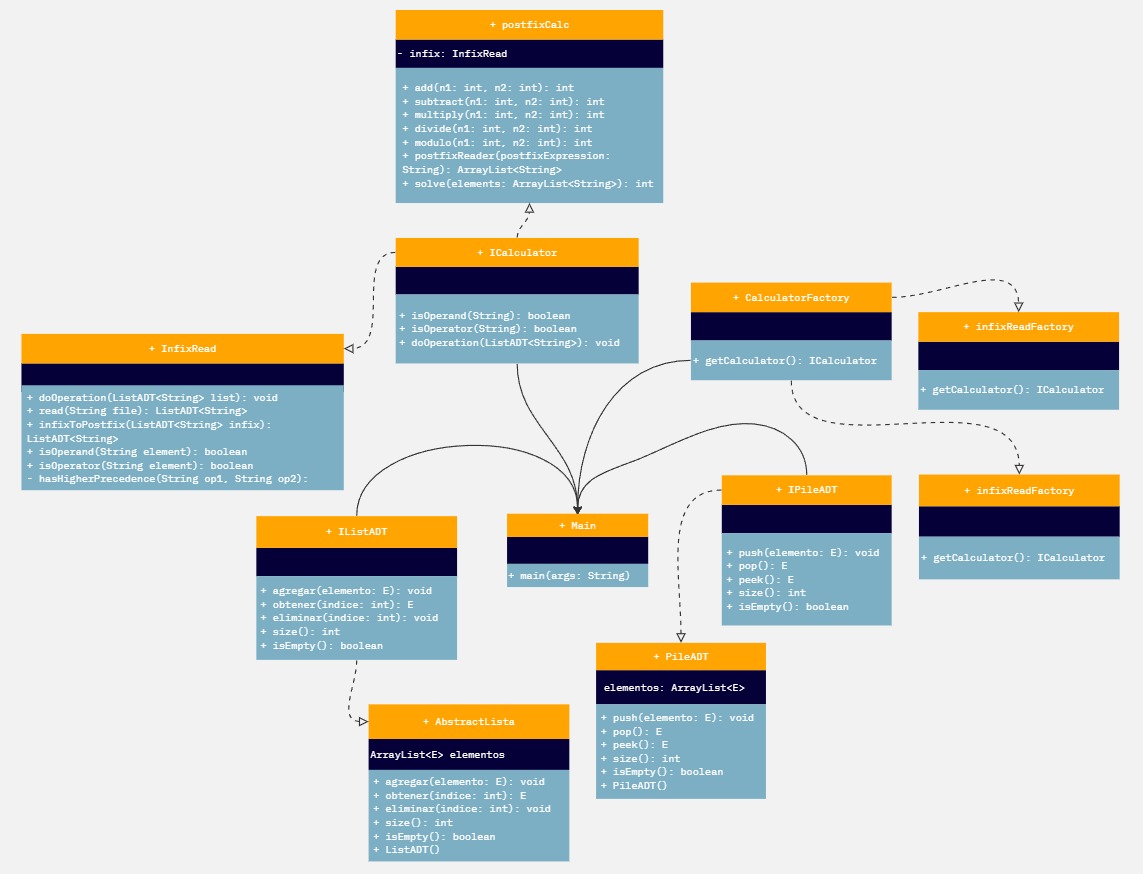 + postfixCalc
- infix: InfixRead
+ add(n1: int, n2: int): int
+ subtract(n1: int, n2: int): int
+ multiply(n1: int, n2: int): int
+ divide(n1: int, n2: int): int
+ modulo(n1: int, n2: int): int
+ postfixReader(postfixExpression:
String): ArrayList<String>
+ solve(elements: ArrayList<String>): int
+ ICalculator
+ isOperand(String): boolean
+ isOperator(String): boolean
+ doOperation(ListADT<String>): void
+ CalculatorFactory
+ getCalculator(): ICalculator
+ infixReadFactory
+ getCalculator(): ICalculator
+ InfixRead
+ doOperation(ListADT<String> list): void
+ read(String file): ListADT<String>
+ infixToPostfix(ListADT<String> infix):
ListADT<String>
+ isOperand(String element): boolean
+ isOperator(String element): boolean
- hasHigherPrecedence(String op1, String op2):
+ IListADT
+ agregar(elemento: E): void
+ obtener(indice: int): E
+ eliminar(indice: int): void
+ size(): int
+ isEmpty(): boolean
+ Main
+ main(args: String)
+ IPileADT
+ push(elemento: E): void
+ pop(): E
+ peek(): E
+ size(): int
+ isEmpty(): boolean
+ infixReadFactory
+ getCalculator(): ICalculator
+ PileADT
elementos: ArrayList<E>
+ push(elemento: E): void
+ pop(): E
+ peek(): E
+ size(): int
+ isEmpty(): boolean
+ PileADT()
+ AbstractLista
ArrayList<E> elementos
+ agregar(elemento: E): void
+ obtener(indice: int): E
+ eliminar(indice: int): void
+ size(): int
+ isEmpty(): boolean
+ ListADT()